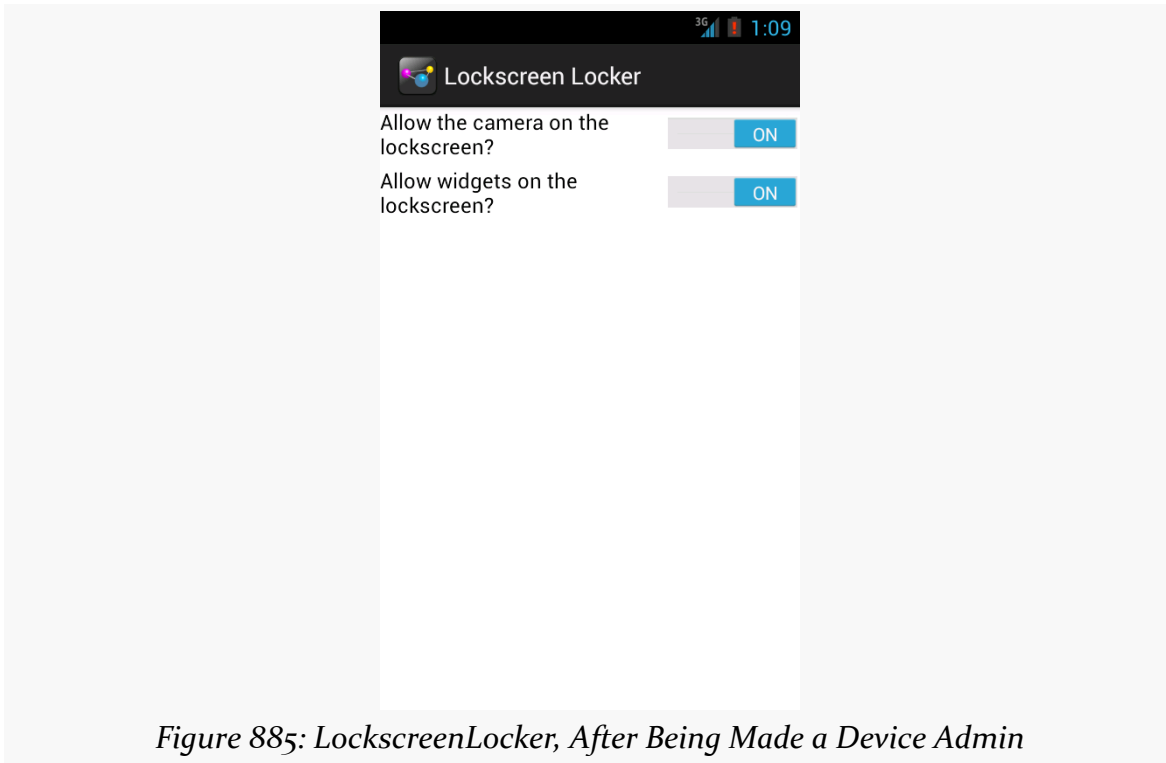 3G 1:09
Lockscreen Locker
Allow the camera on the
lockscreen?
ON
Allow widgets on the
lockscreen?
ON
Figure 885: LockscreenLocker, After Being Made a Device Admin